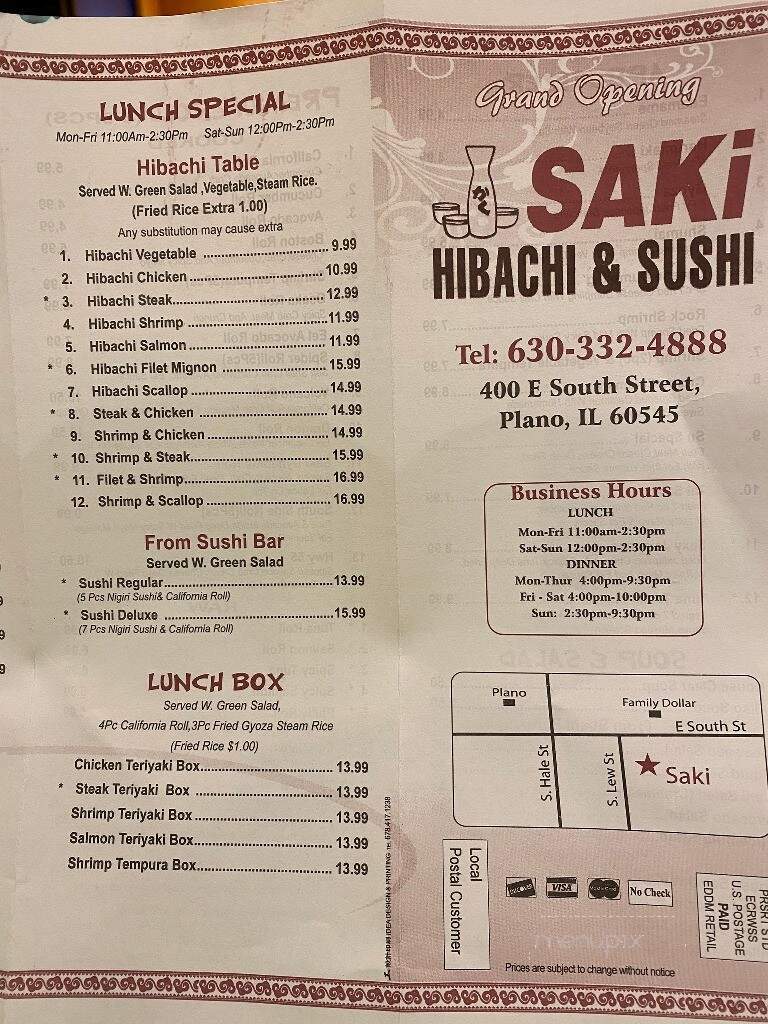 LUNCH SPECIAL
Mon-Fri 11:00Am-2:30Pm Sat-Sun 12:00Pm-2:30Pm
Hibachi Table
Served W. Green Salad ,Vegetable,Steam Rice.
(Fried Rice Extra 1.00)
Any substitution may cause extra
1. Hibachi Vegetable 9.99
2. Hibachi Chicken 10.99
* 3. Hibachi Steak 12.99
4. Hibachi Shrimp 11.99
5. Hibachi Salmon 11.99
* 6. Hibachi Filet Mignon 15.99
7. Hibachi Scallop 14.99
* 8. Steak & Chicken 14.99
9. Shrimp & Chicken 14.99
* 10. Shrimp & Steak 15.99
* 11. Filet & Shrimp 16.99
12. Shrimp & Scallop 16.99
From Sushi Bar
Served W. Green Salad
* Sushi Regular 13.99
(5 Pcs Nigiri Sushi& California Roll)
* Sushi Deluxe 15.99
(7 Pcs Nigiri Sushi & California Roll)
LUNCH BOX
Served W. Green Salad,
4Pc California Roll,3Pc Fried Gyoza Steam Rice
(Fried Rice $1.00)
Chicken Teriyaki Box 13.99
* Steak Teriyaki Box 13.99
Shrimp Teriyaki Box 13.99
Salmon Teriyaki Box 13.99
Shrimp Tempura Box 13.99
IDEA DESIGN & PRINTING Tel: 678.417.1238
Grand Opening
SAKi
HIBACHI & SUSHI
Tel: 630-332-4888
400 E South Street,
Plano, IL 60545
Business Hours
LUNCH
Mon-Fri 11:00am-2:30pm
Sat-Sun 12:00pm-2:30pm
DINNER
Mon-Thur 4:00pm-9:30pm
Fri - Sat 4:00pm-10:00pm
Sun: 2:30pm-9:30pm
Plano
Family Dollar
E South St
S. Hale St
S. Lew St
Saki
Local
Postal Customer
DISCOVER
VISA
MasterCard
No Check
PRSRT STD
ECRWSS
U.S. POSTAGE
PAID
EDDM RETAIL
Prices are subject to change without notice